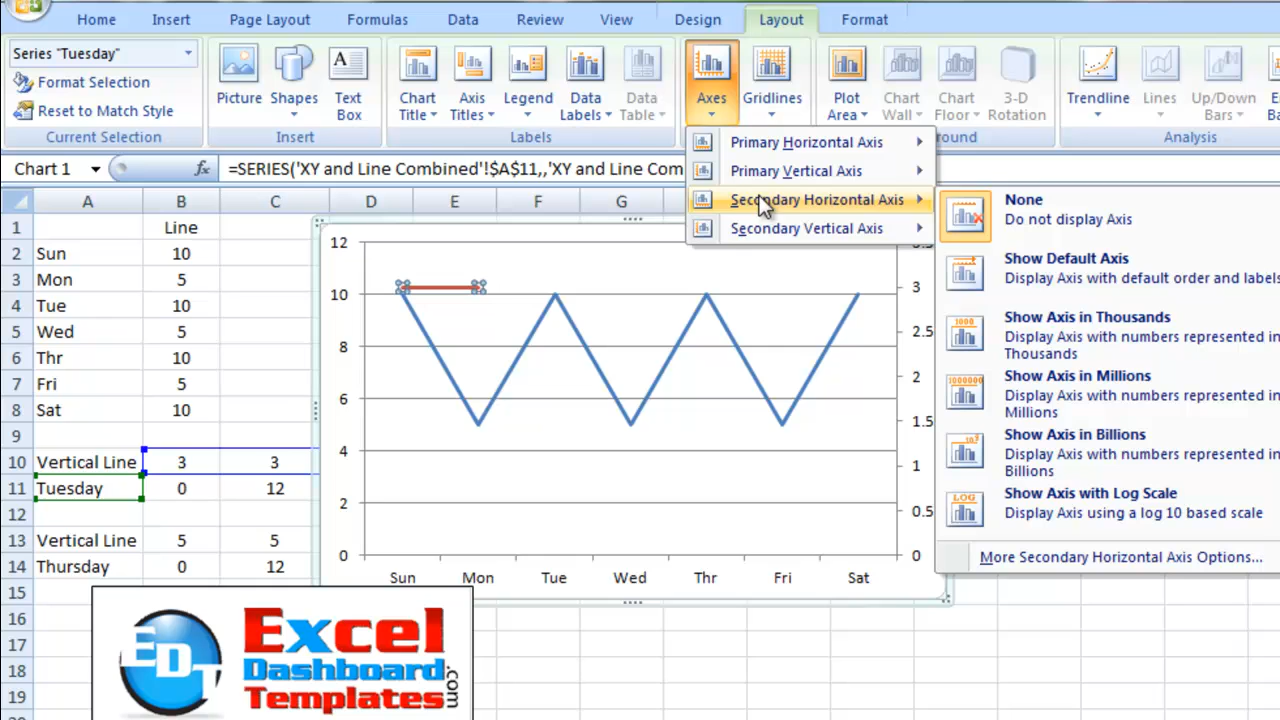 Home Insert Page Layout Formulas Data Review View Design Layout Format
Series "Tuesday"
Format Selection
Reset to Match Style
Current Selection
Picture Shapes Text Box
Insert
Chart Title Axis Titles Legend Data Labels Data Table
Labels
Axes Gridlines
Plot Area Chart Wall Chart Floor 3-D Rotation
ound
Trendline Lines Up/Down Bars
Analysis
Primary Horizontal Axis
Primary Vertical Axis
Secondary Horizontal Axis
Secondary Vertical Axis
None
Do not display Axis
Show Default Axis
Display Axis with default order and labels
Show Axis in Thousands
Display Axis with numbers represented in
Thousands
Show Axis in Millions
Display Axis with numbers represented in
Millions
Show Axis in Billions
Display Axis with numbers represented in
Billions
Show Axis with Log Scale
Display Axis using a log 10 based scale
More Secondary Horizontal Axis Options...
Chart 1 fx =SERIES('XY and Line Combined'!$A$11,,'XY and Line Com
A B C D E F G
1 Line
2 Sun 10
3 Mon 5
4 Tue 10
5 Wed 5
6 Thr 10
7 Fri 5
8 Sat 10
9
10 Vertical Line 3 3
11 Tuesday 0 12
12
13 Vertical Line 5 5
14 Thursday 0 12
15
16
17
18
19
12
10
8
6
4
2
0
3.5
3
2.5
2
1.5
1
0.5
0
Sun Mon Tue Wed Thr Fri Sat
EDT
Excel
Dashboard
Templates
.com